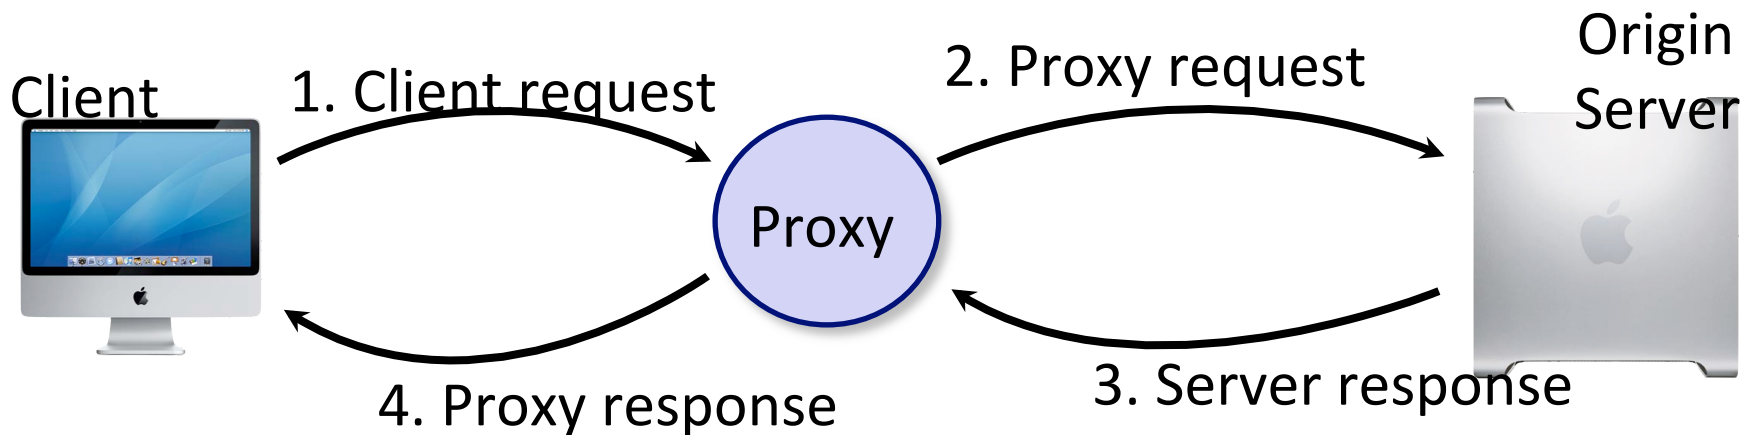 Client
1. Client request
2. Proxy request
Origin
Server
Proxy
4. Proxy response
3. Server response